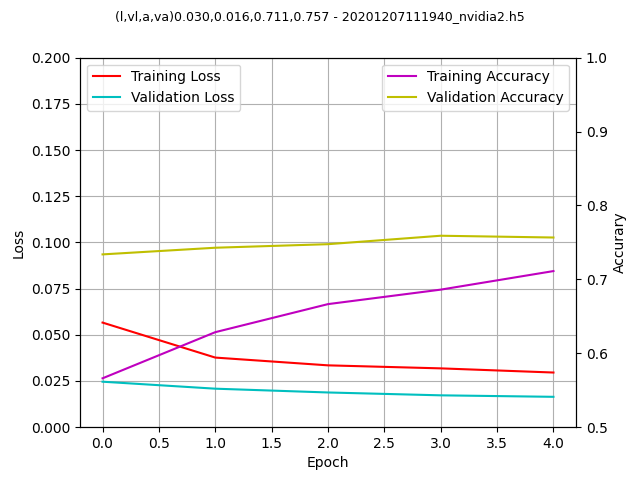 (l,vl,a,va)0.030,0.016,0.711,0.757 - 20201207111940_nvidia2.h5
Training Loss
Validation Loss
Training Accuracy
Validation Accuracy
0.200
0.175
0.150
0.125
0.100
0.075
0.050
0.025
0.000
Loss
1.0
0.9
0.8
0.7
0.6
0.5
Accurary
0.0 0.5 1.0 1.5 2.0 2.5 3.0 3.5 4.0
Epoch